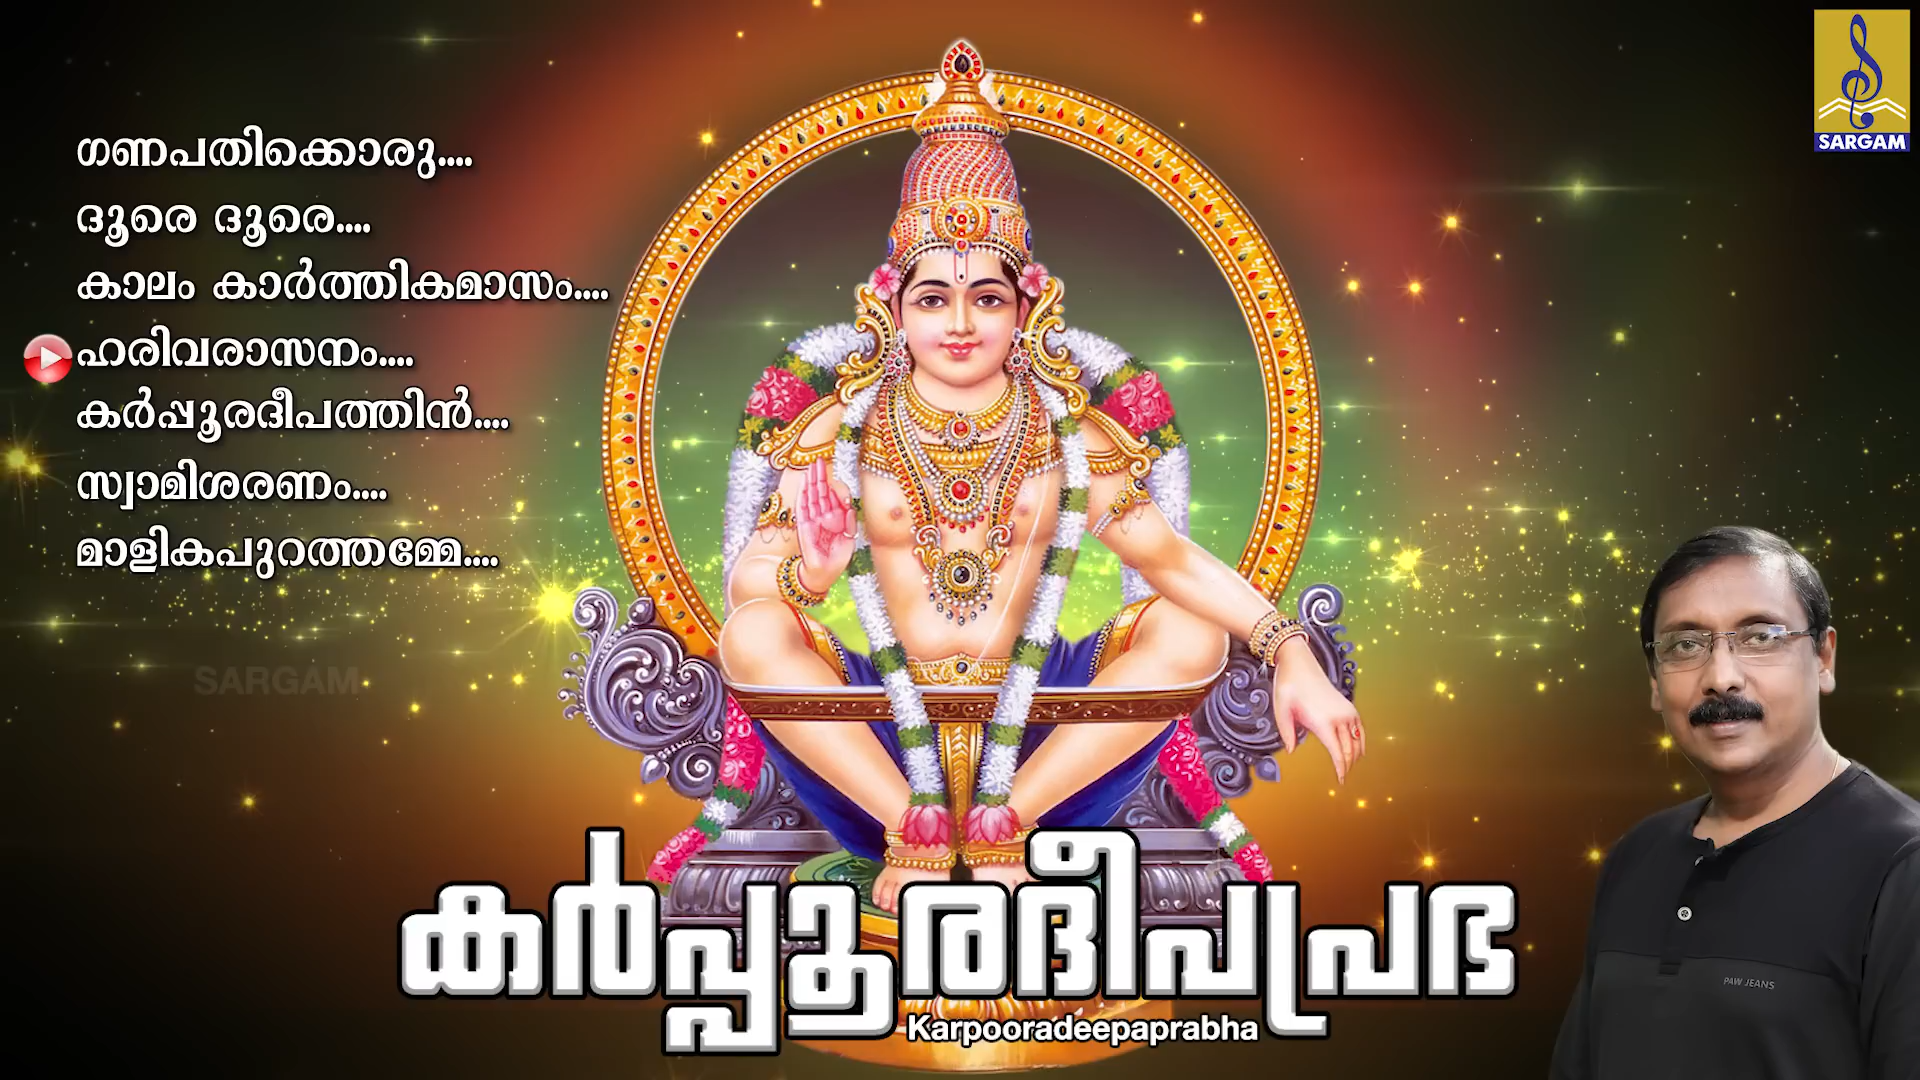 ഗണപതിക്കൊരു....
ദൂരെ ദൂരെ....
കാലം കാർത്തികമാസം....
ഹരിവരാസനം....
കർപ്പൂരദീപത്തിൻ....
സ്വാമിശരണം....
മാളികപുറത്തമ്മേ....
SARGAM
SARGAM
കർപ്പൂരദീപപ്രഭ
Karpooradeepaprabha
PAW JEANS